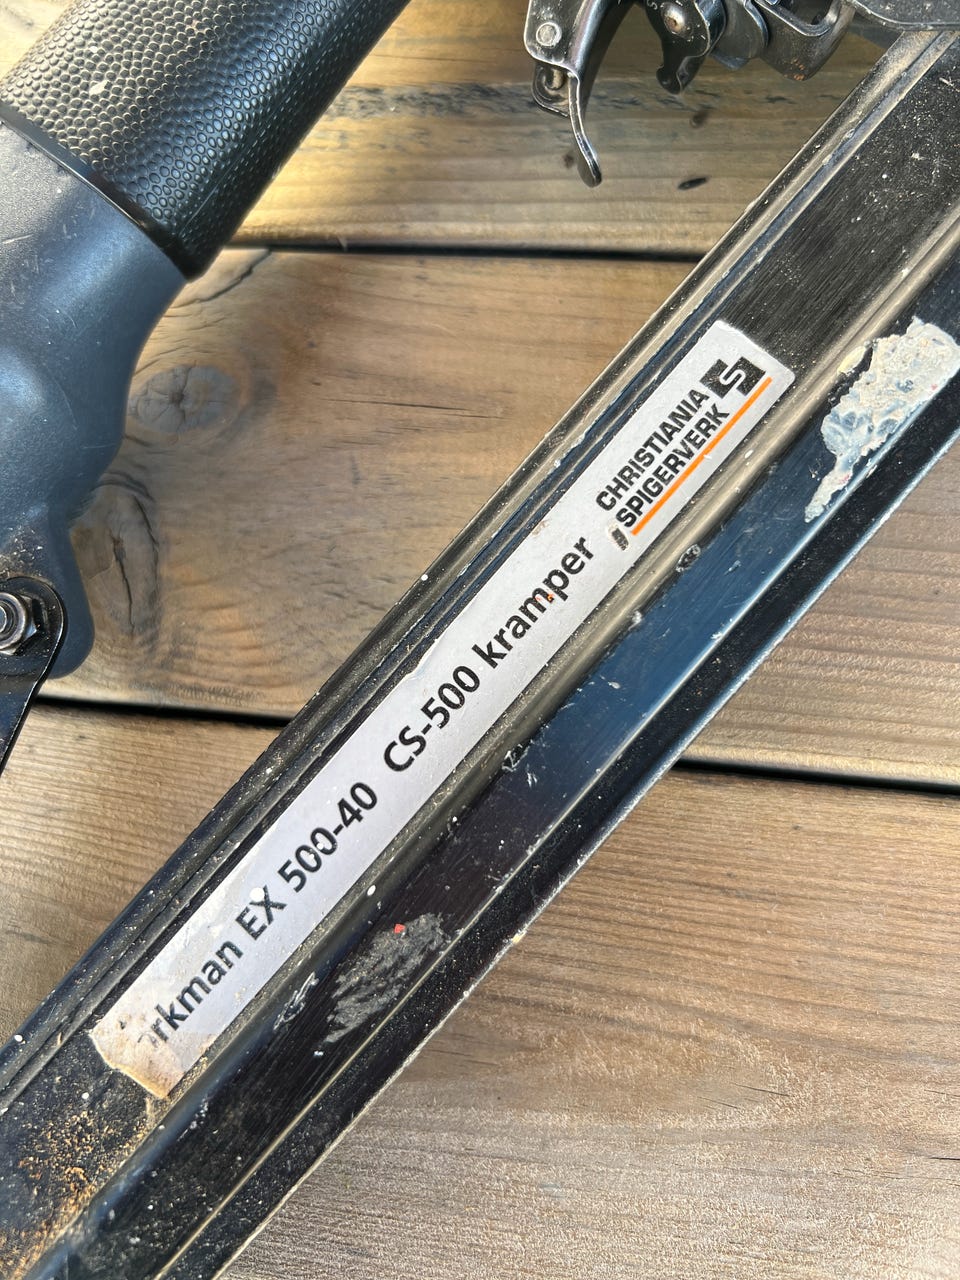 rkman EX 500-40 CS-500 kramper
CHRISTIANIA
SPIGERVERK
S